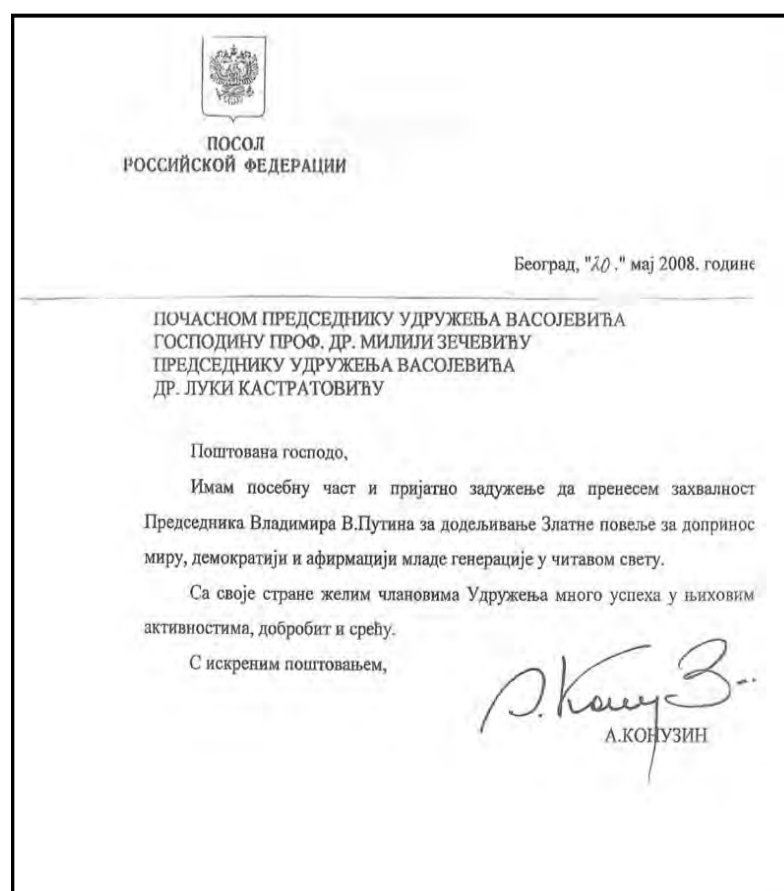 ПОСОЛ
РОССИЙСКОЙ ФЕДЕРАЦИИ
Београд, "20." мај 2008. године
ПОЧАСНОМ ПРЕДСЕДНИКУ УДРУЖЕЊА ВАСОЈЕВИЋА
ГОСПОДИНУ ПРОФ. ДР. МИЛИЈИ ЗЕЧЕВИЋУ
ПРЕДСЕДНИКУ УДРУЖЕЊА ВАСОЈЕВИЋА
ДР. ЛУКИ КАСТРАТОВИЋУ
Поштована господо,
Имам посебну част и пријатно задужење да пренесем захвалност
Председника Владимира В.Путина за додељивање Златне повеље за допринос
миру, демократији и афирмацији младе генерације у читавом свету.
Са своје стране желим члановима Удружења много успеха у њиховим
активностима, добробит и срећу.
С искреним поштовањем,
А.КОНУЗИН